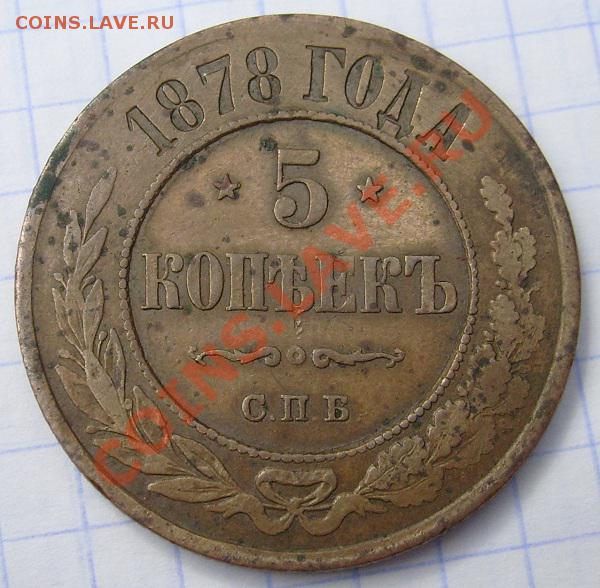 COINS.LAVE.RU
1878 ГОДА
5
КОПѢЕКЪ
С.П.Б
COINS.LAVE.RU